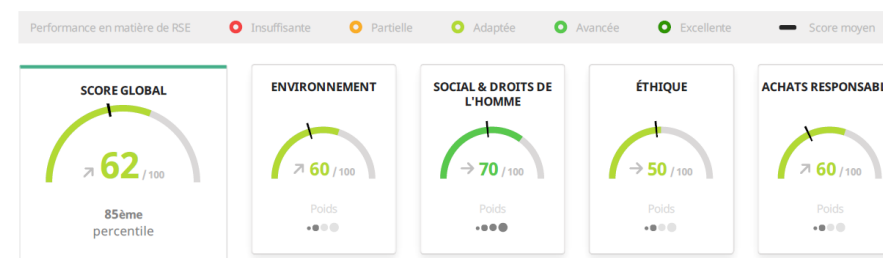 Performance en matière de RSE Insuffisante Partielle Adaptée Avancée Excellente Score moyen
SCORE GLOBAL
62 / 100
85ème
percentile
ENVIRONNEMENT
60 / 100
Poids
SOCIAL & DROITS DE
L'HOMME
70 / 100
Poids
ÉTHIQUE
50 / 100
Poids
ACHATS RESPONSABL
60 / 100
Poids